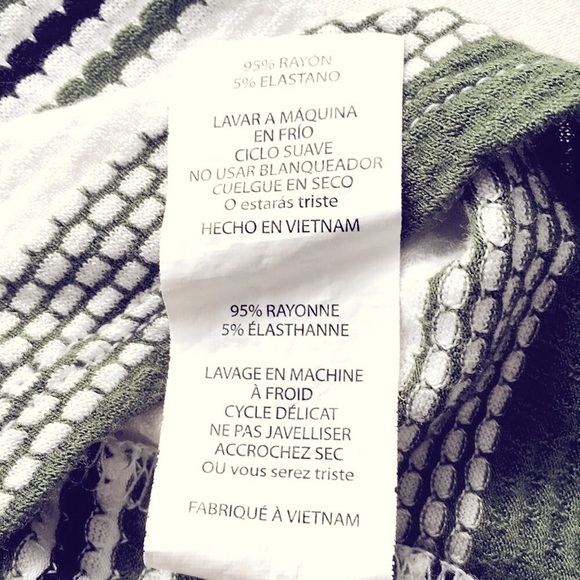 95% RAYÓN
5% ELASTANO
LAVAR A MÁQUINA
EN FRÍO
CICLO SUAVE
NO USAR BLANQUEADOR
CUELGUE EN SECO
O estarás triste
HECHO EN VIETNAM
95% RAYONNE
5% ÉLASTHANNE
LAVAGE EN MACHINE
À FROID
CYCLE DÉLICAT
NE PAS JAVELLISER
ACCROCHEZ SEC
OU vous serez triste
FABRIQUÉ À VIETNAM